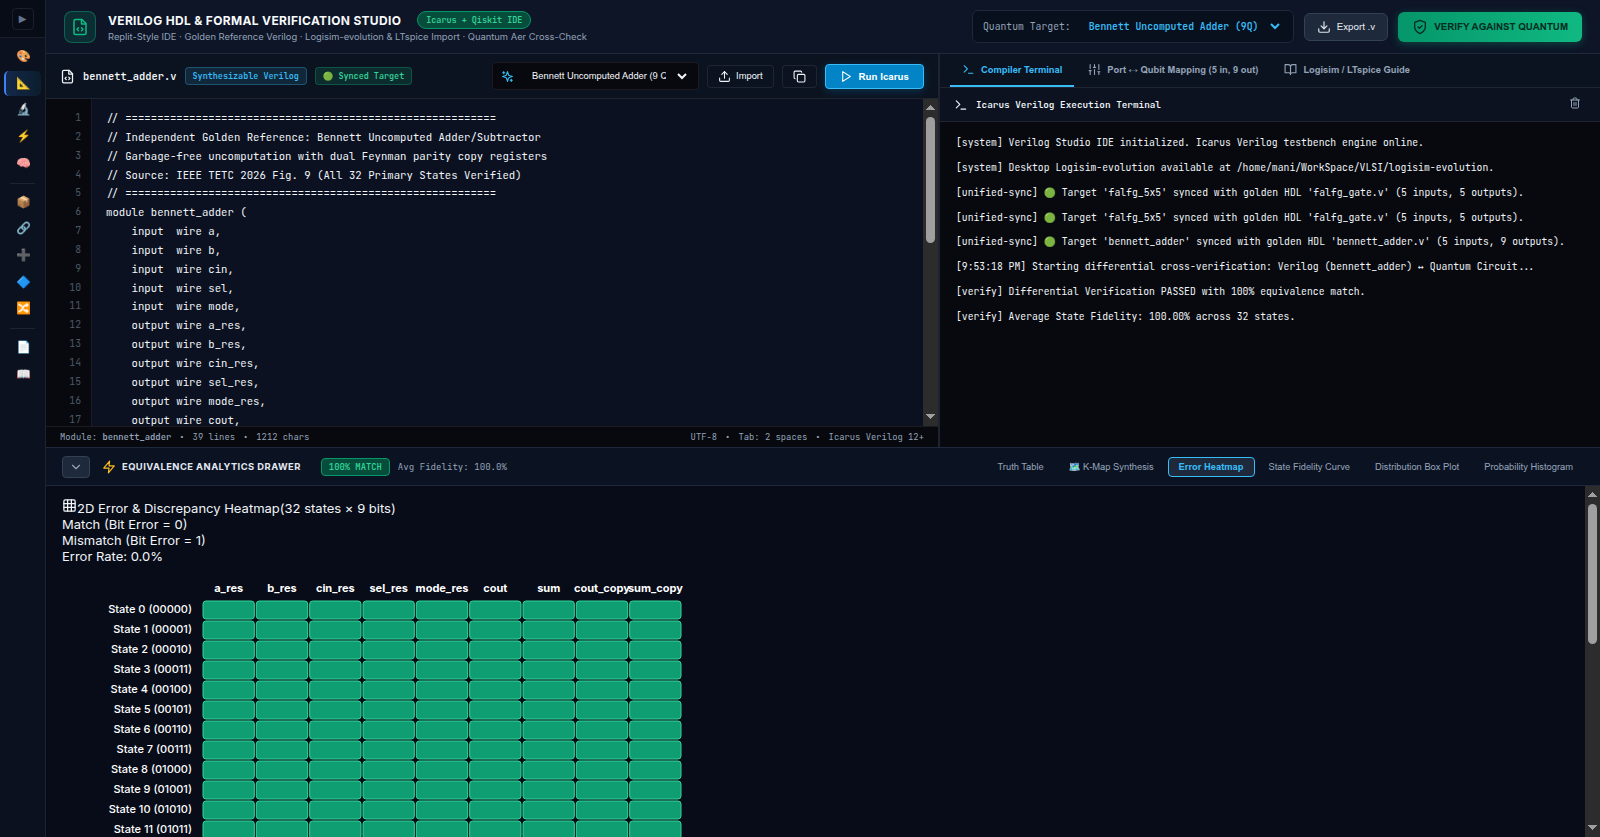 VERILOG HDL & FORMAL VERIFICATION STUDIO
Icarus + Qiskit IDE
Replit-Style IDE · Golden Reference Verilog · Logisim-evolution & LTspice Import · Quantum Aer Cross-Check
Quantum Target: Bennett Uncomputed Adder (9Q)
Export .v
VERIFY AGAINST QUANTUM
bennett_adder.v
Synthesizable Verilog
Synced Target
Bennett Uncomputed Adder (9 Q
Import
Run Icarus
1 // ==========================================================
2 // Independent Golden Reference: Bennett Uncomputed Adder/Subtractor
3 // Garbage-free uncomputation with dual Feynman parity copy registers
4 // Source: IEEE TETC 2026 Fig. 9 (All 32 Primary States Verified)
5 // ==========================================================
6 module bennett_adder (
7 input  wire a,
8 input  wire b,
9 input  wire cin,
10 input  wire sel,
11 input  wire mode,
12 output wire a_res,
13 output wire b_res,
14 output wire cin_res,
15 output wire sel_res,
16 output wire mode_res,
17 output wire cout,
Module: bennett_adder • 39 lines • 1212 chars
UTF-8 • Tab: 2 spaces • Icarus Verilog 12+
Compiler Terminal
Port ↔ Qubit Mapping (5 in, 9 out)
Logisim / LTspice Guide
Icarus Verilog Execution Terminal
[system] Verilog Studio IDE initialized. Icarus Verilog testbench engine online.
[system] Desktop Logisim-evolution available at /home/mani/WorkSpace/VLSI/logisim-evolution.
[unified-sync] 🟢 Target 'falfg_5x5' synced with golden HDL 'falfg_gate.v' (5 inputs, 5 outputs).
[unified-sync] 🟢 Target 'falfg_5x5' synced with golden HDL 'falfg_gate.v' (5 inputs, 5 outputs).
[unified-sync] 🟢 Target 'bennett_adder' synced with golden HDL 'bennett_adder.v' (5 inputs, 9 outputs).
[9:53:18 PM] Starting differential cross-verification: Verilog (bennett_adder) ↔ Quantum Circuit...
[verify] Differential Verification PASSED with 100% equivalence match.
[verify] Average State Fidelity: 100.00% across 32 states.
EQUIVALENCE ANALYTICS DRAWER
100% MATCH
Avg Fidelity: 100.0%
Truth Table
K-Map Synthesis
Error Heatmap
State Fidelity Curve
Distribution Box Plot
Probability Histogram
2D Error & Discrepancy Heatmap(32 states × 9 bits)
Match (Bit Error = 0)
Mismatch (Bit Error = 1)
Error Rate: 0.0%
a_res b_res cin_res sel_res mode_res cout sum cout_copy sum_copy
State 0 (00000)
State 1 (00001)
State 2 (00010)
State 3 (00011)
State 4 (00100)
State 5 (00101)
State 6 (00110)
State 7 (00111)
State 8 (01000)
State 9 (01001)
State 10 (01010)
State 11 (01011)